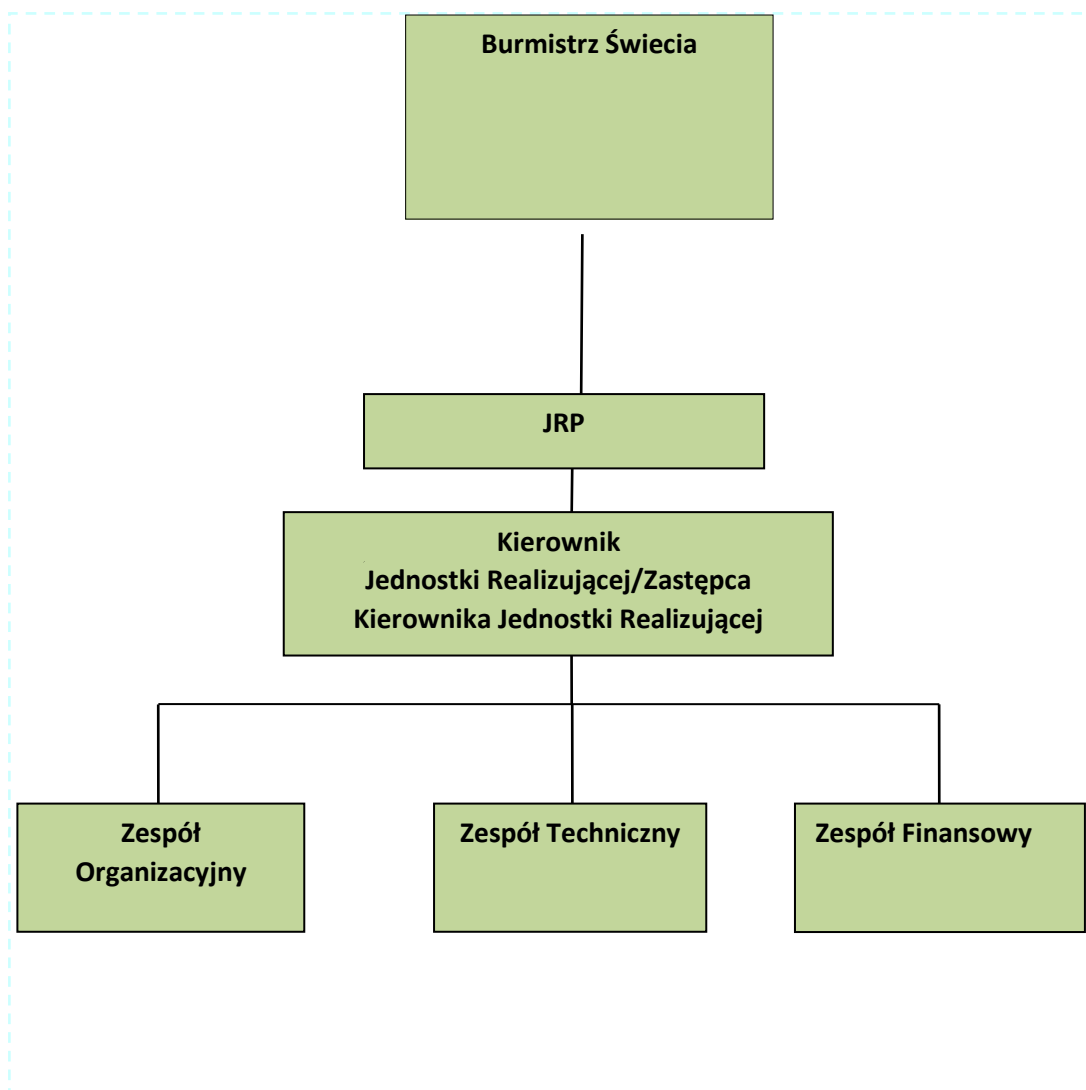 Burmistrz Świecia
JRP
Kierownik
Jednostki Realizującej/Zastępca
Kierownika Jednostki Realizującej
Zespół
Organizacyjny
Zespół Techniczny
Zespół Finansowy